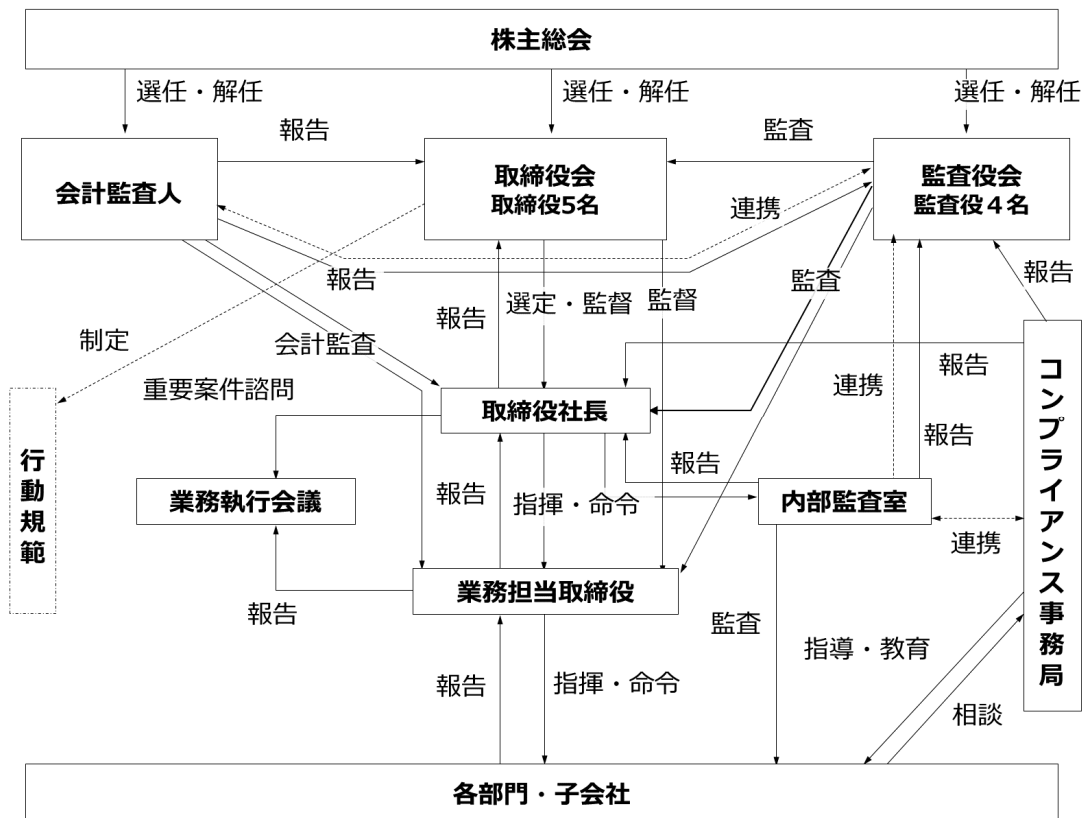 株主総会
選任・解任
選任・解任
選任・解任
報告
監査
会計監査人
取締役会
取締役5名
監査役会
監査役４名
連携
報告
報告
監査
選定・監督
監督
報告
制定
会計監査
重要案件諮問
連携
報告
取締役社長
報告
コンプライアンス事務局
行動規範
業務執行会議
報告
指揮・命令
報告
内部監査室
連携
業務担当取締役
報告
監査
指導・教育
報告
指揮・命令
相談
各部門・子会社